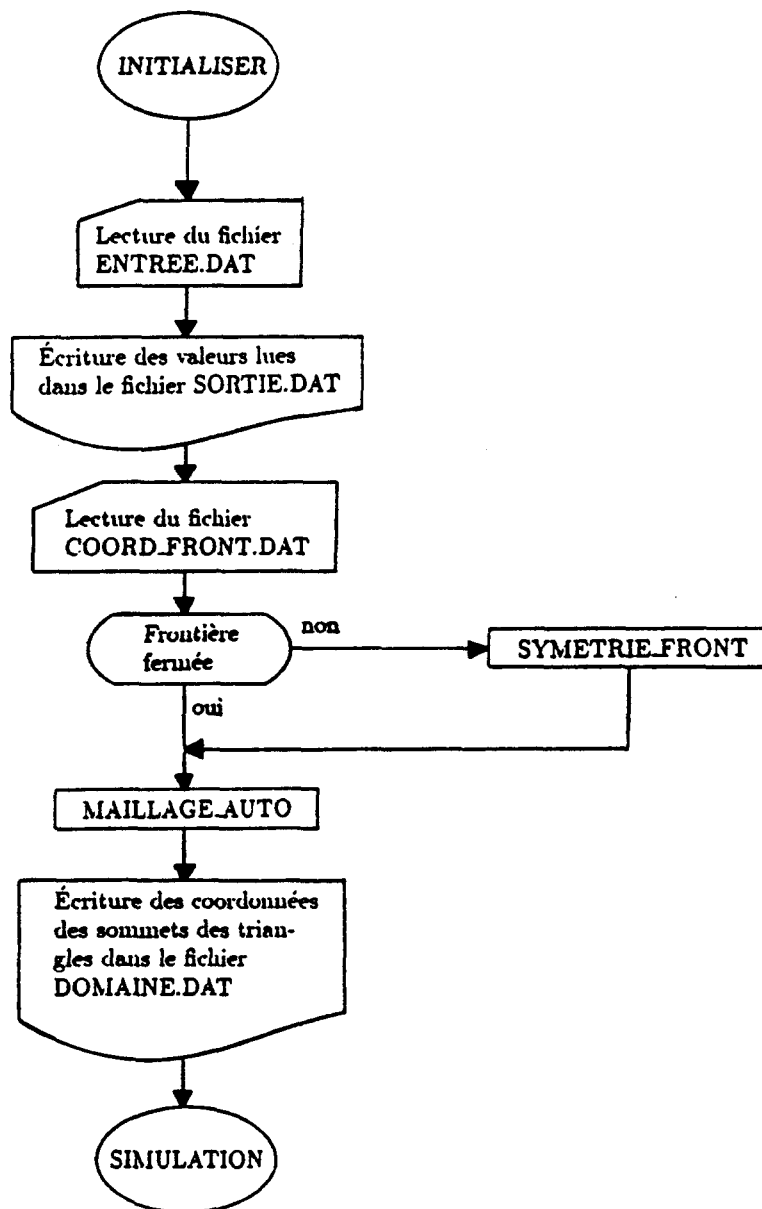 INITIALISER
Lecture du fichier
ENTREE.DAT
Écriture des valeurs lues
dans le fichier SORTIE.DAT
Lecture du fichier
COORD_FRONT.DAT
Frontière
fermée
non
SYMETRIE_FRONT
oui
MAILLAGE_AUTO
Écriture des coordonnées
des sommets des trian-
gles dans le fichier
DOMAINE.DAT
SIMULATION